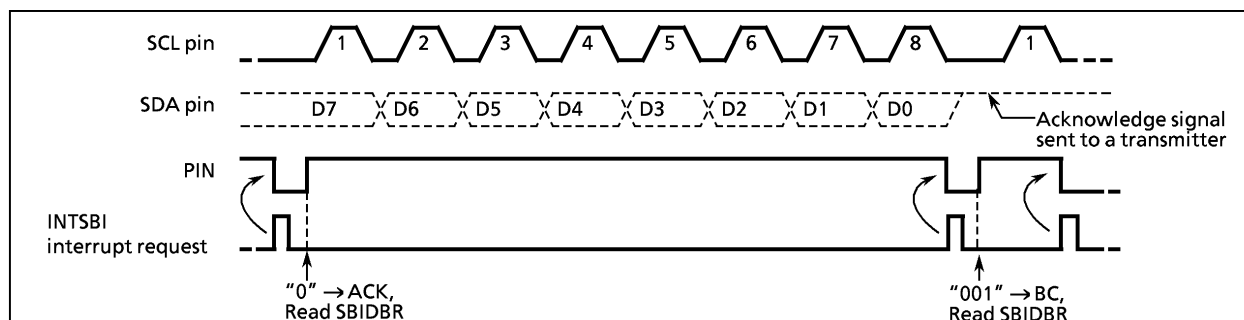 SCL pin
1 2 3 4 5 6 7 8 1
SDA pin
D7 D6 D5 D4 D3 D2 D1 D0
Acknowledge signal
sent to a transmitter
PIN
INTSBI
interrupt request
"0" → ACK,
Read SBIDBR
"001" → BC,
Read SBIDBR